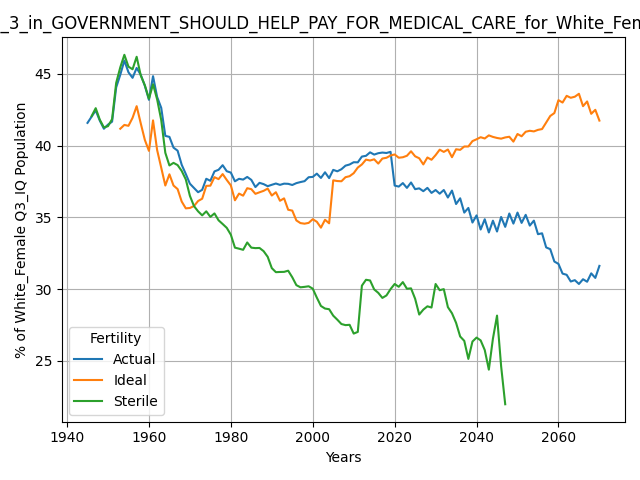 _3_in_GOVERNMENT_SHOULD_HELP_PAY_FOR_MEDICAL_CARE_for_White_Fem
% of White_Female Q3_IQ Population
45
40
35
30
25
Fertility
Actual
Ideal
Sterile
1940 1960 1980 2000 2020 2040 2060
Years